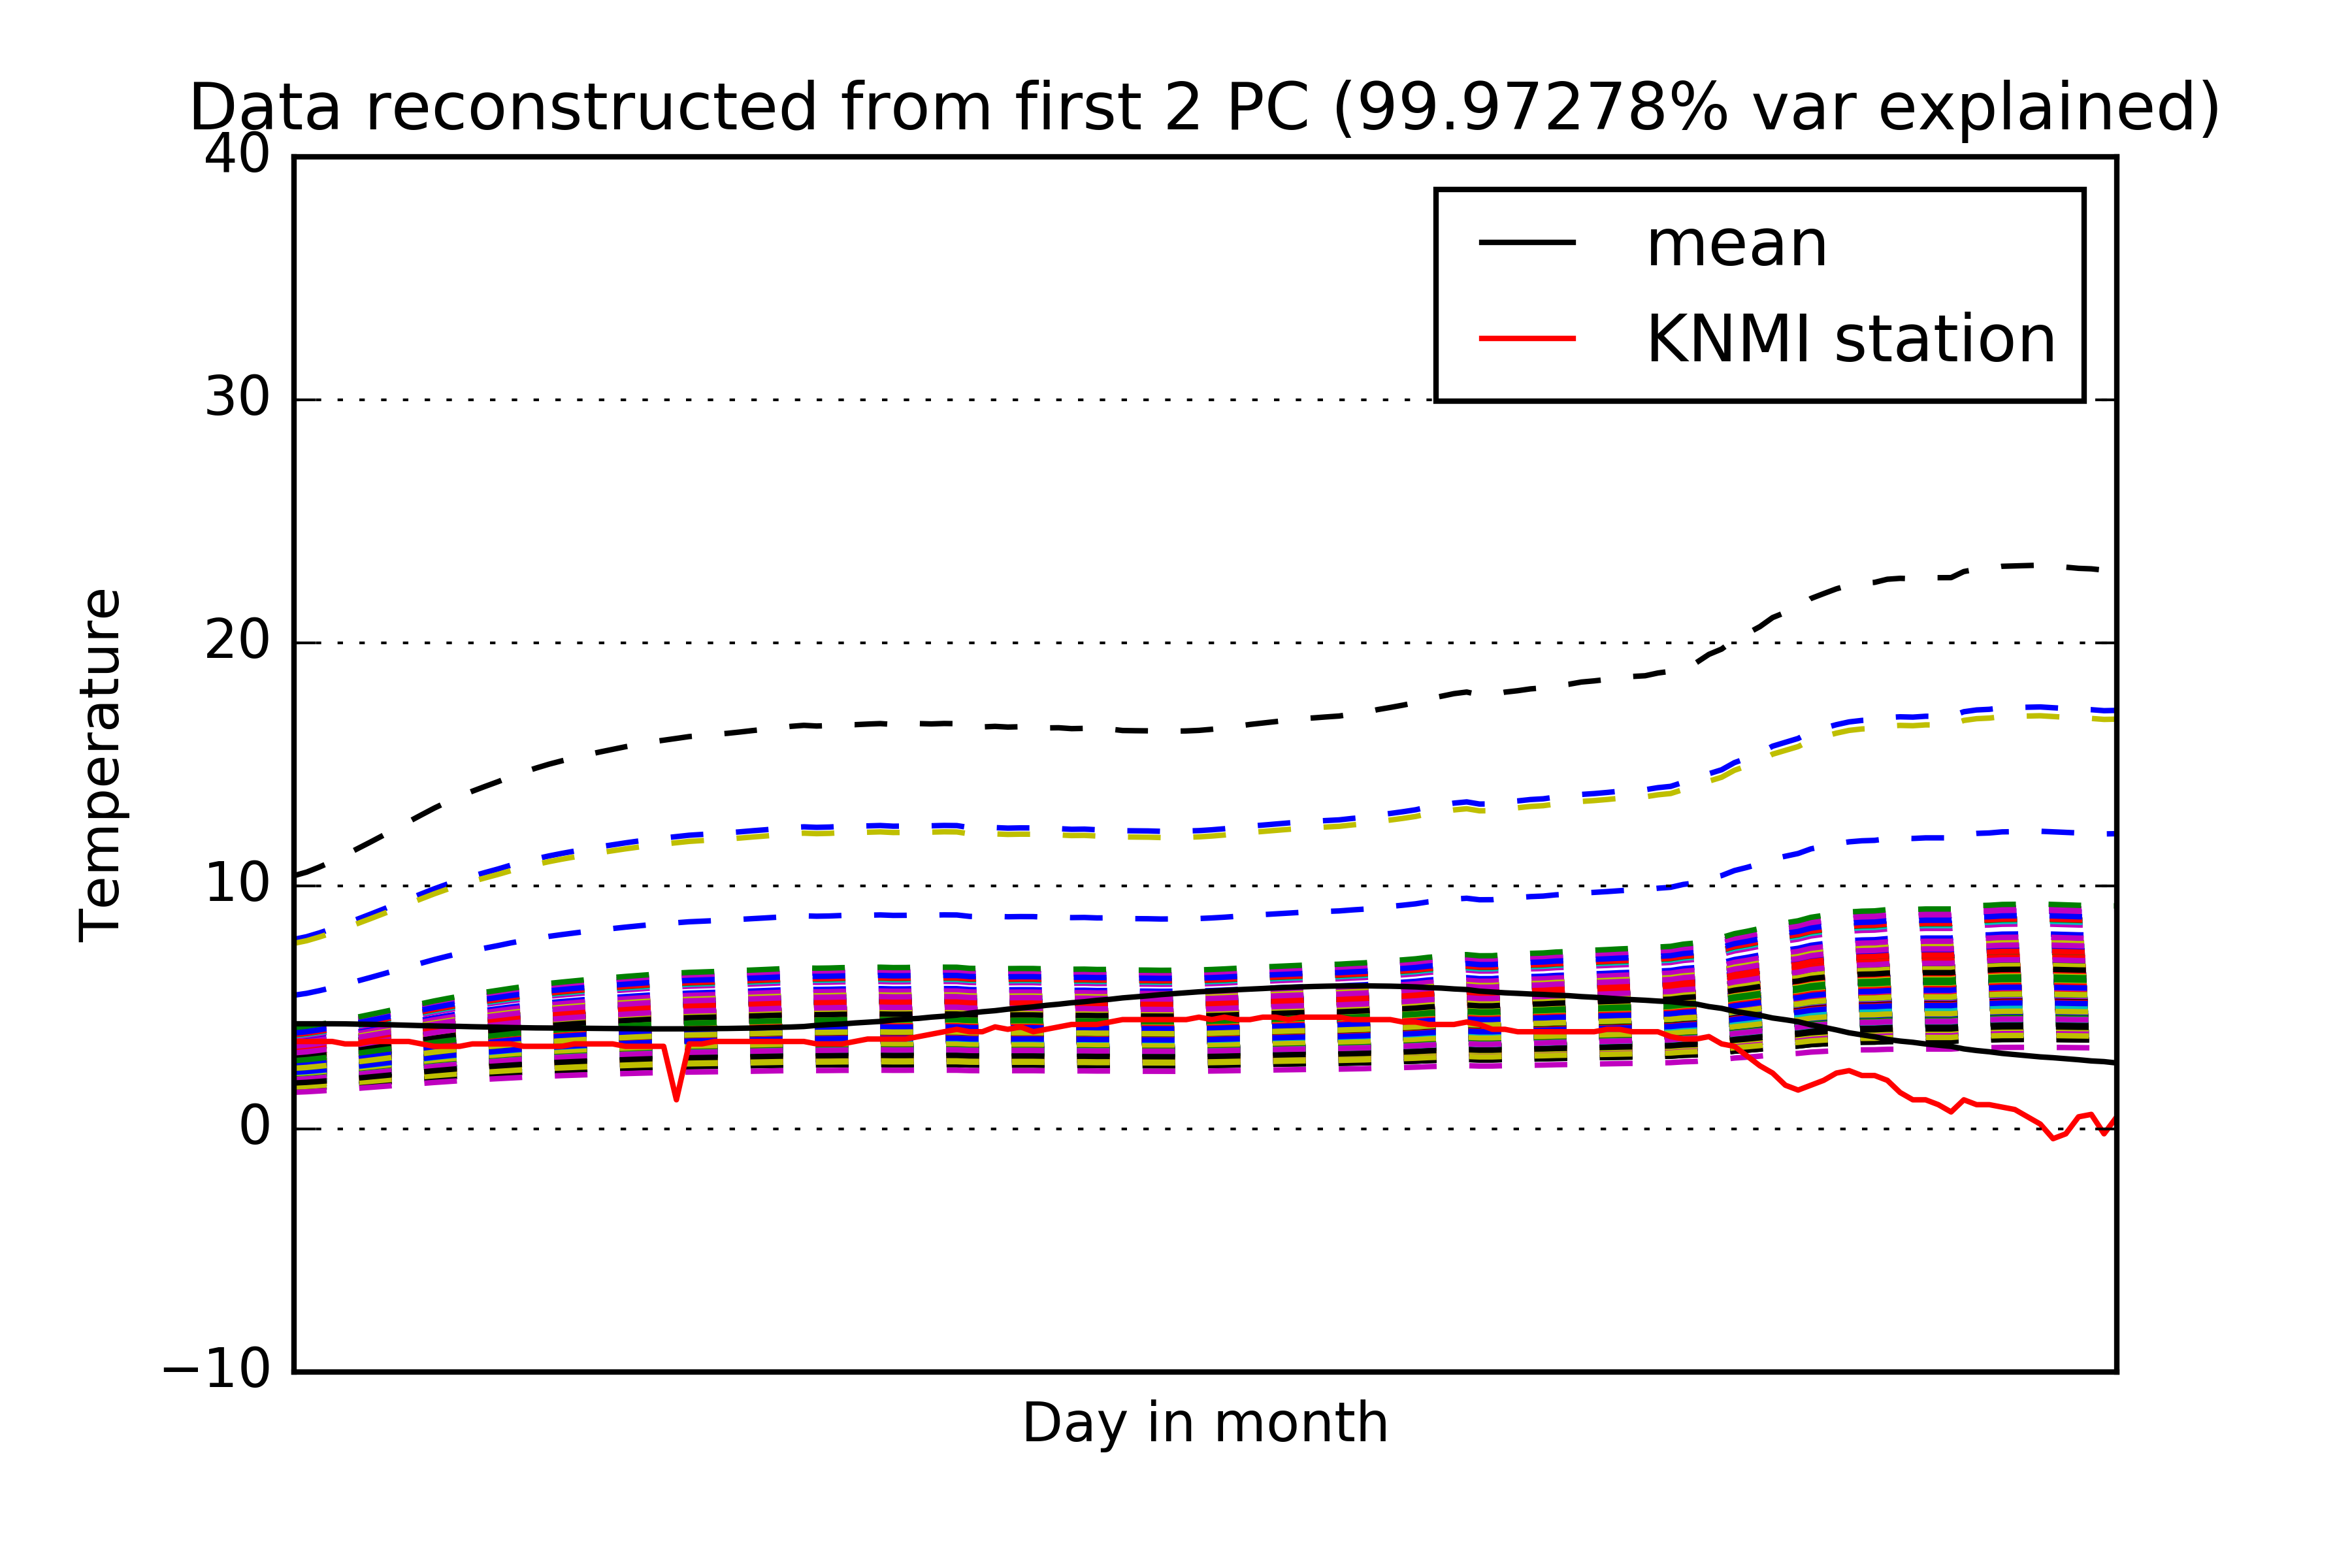 Data reconstructed from first 2 PC (99.97278% var explained)
40
30
20
10
0
−10
Temperature
Day in month
mean
KNMI station